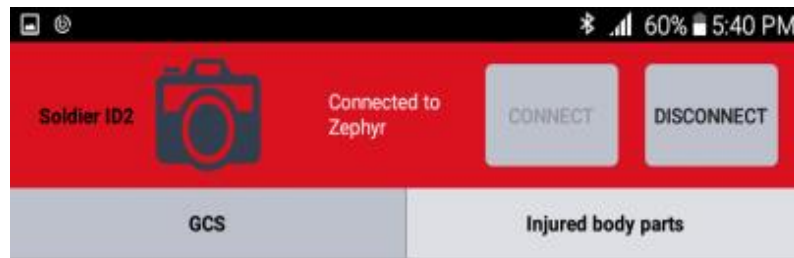 60% 5:40 PM
Soldier ID2
Connected to
Zephyr
CONNECT
DISCONNECT
GCS
Injured body parts